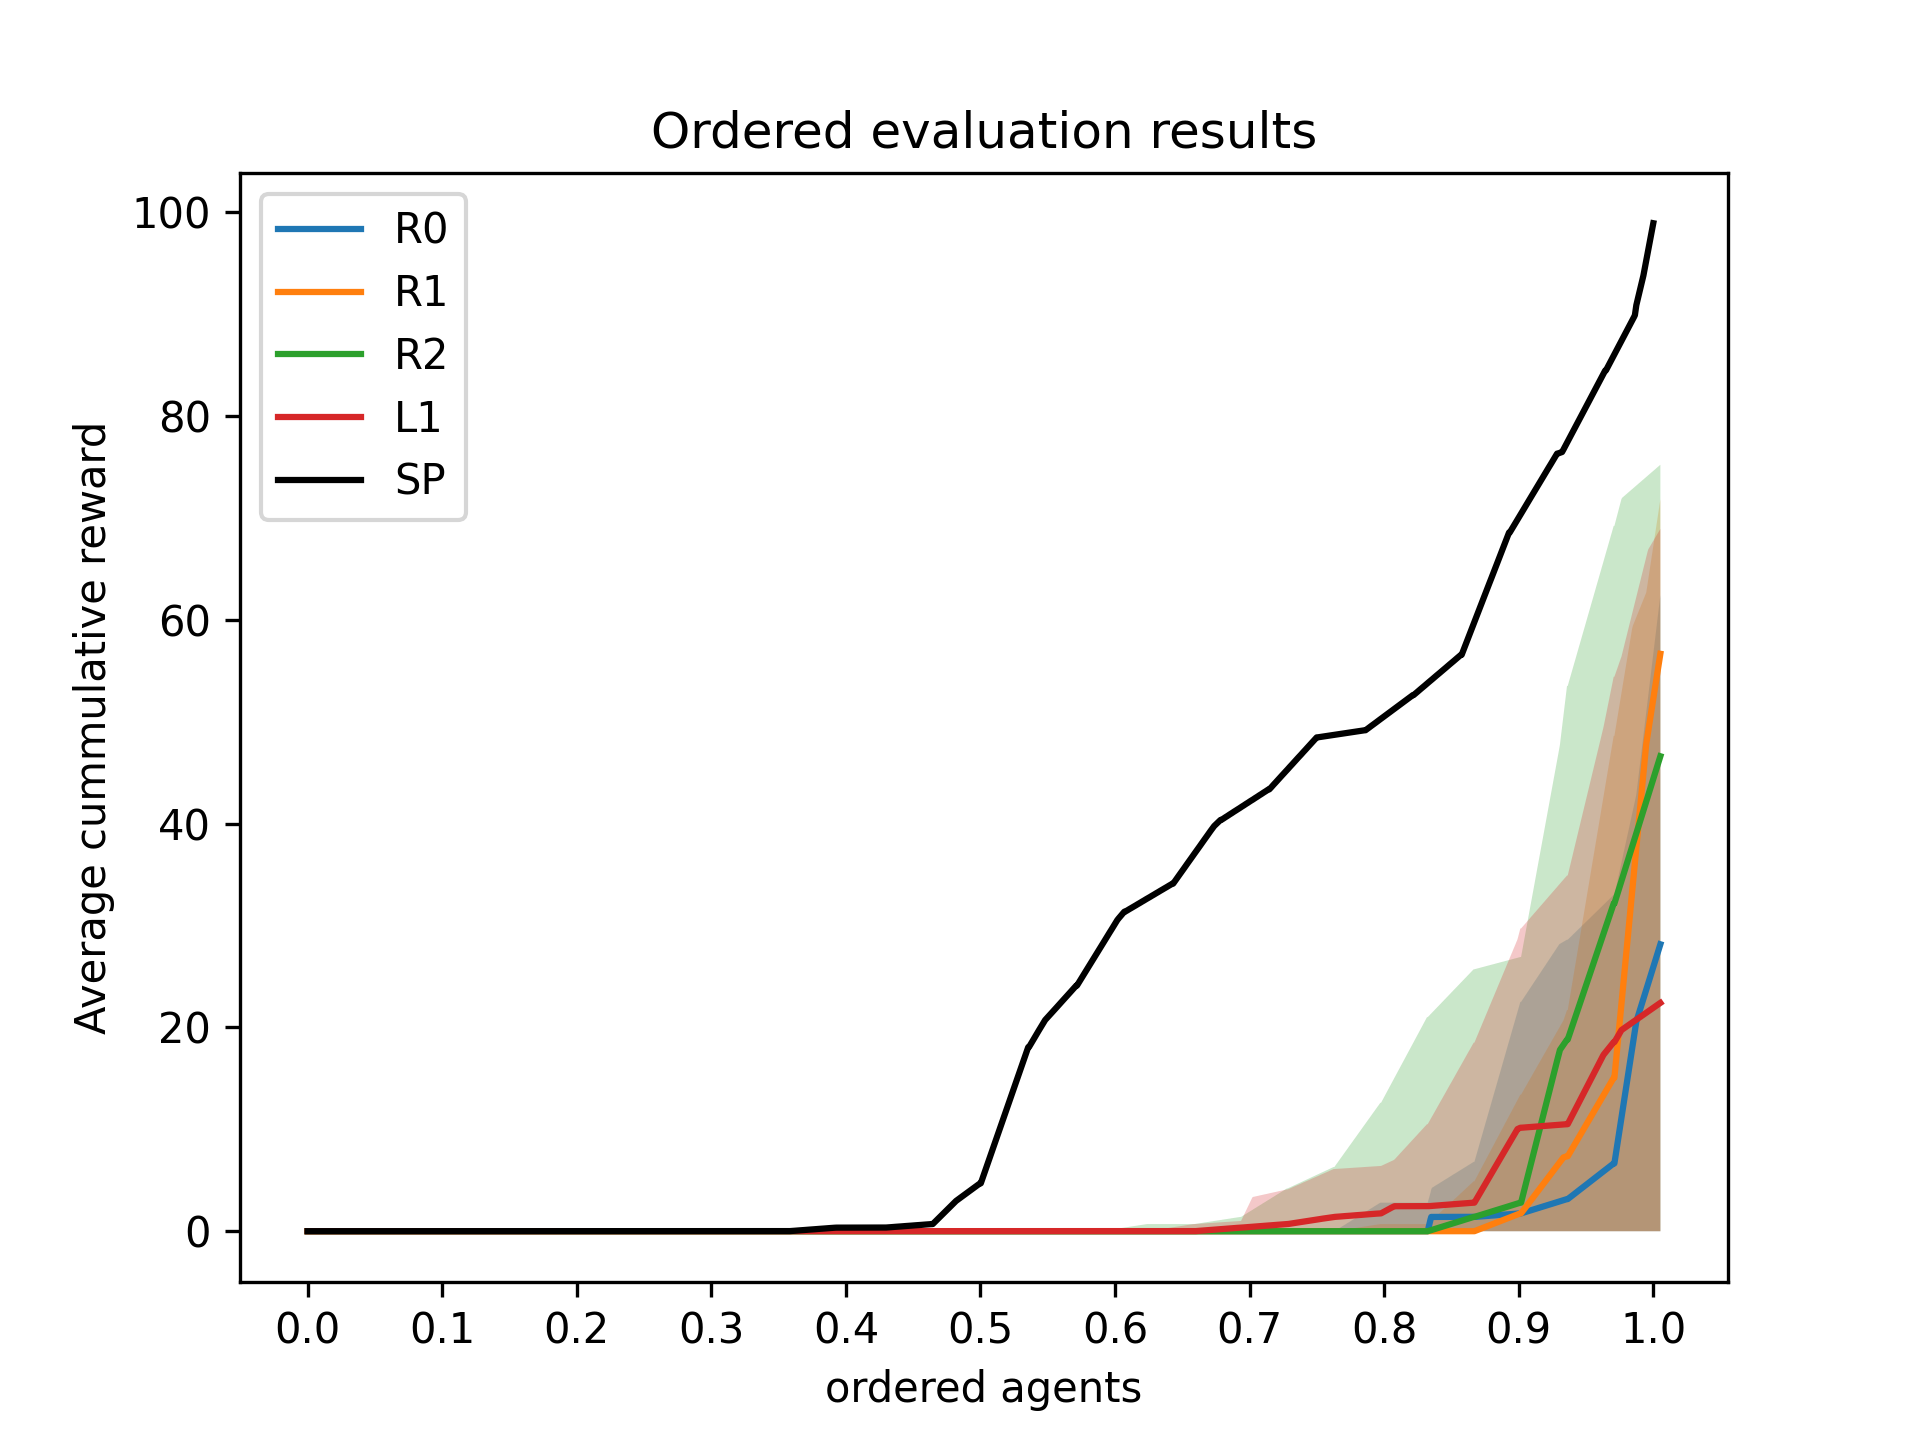 Ordered evaluation results
R0
R1
R2
L1
SP
Average cummulative reward
100
80
60
40
20
0
0.0 0.1 0.2 0.3 0.4 0.5 0.6 0.7 0.8 0.9 1.0
ordered agents